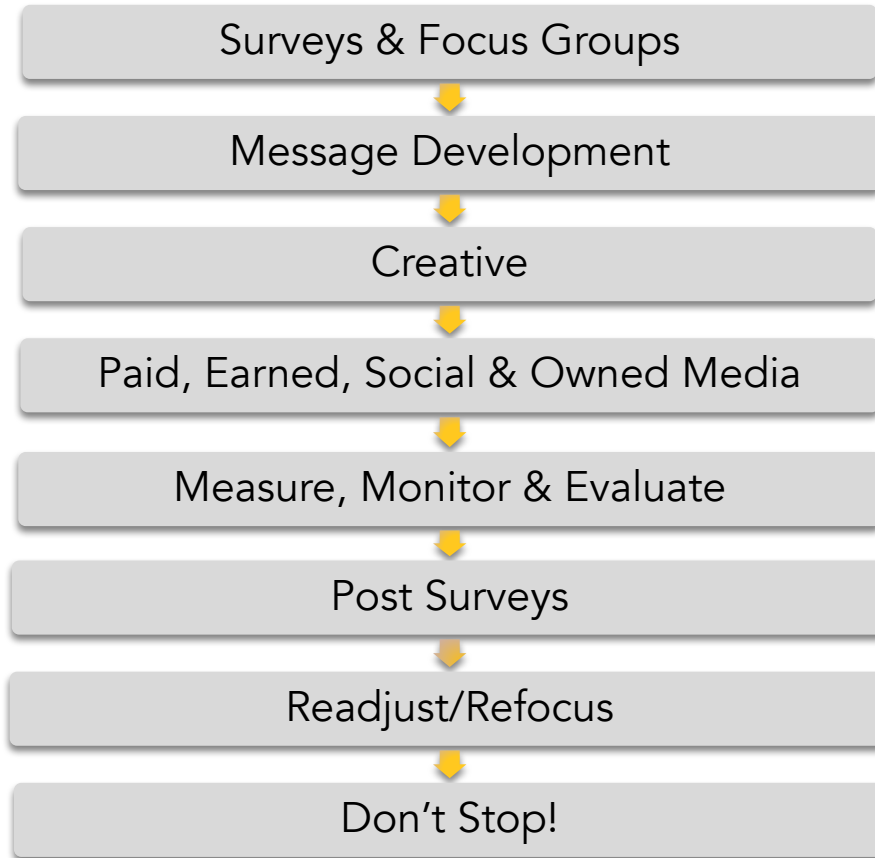 Surveys & Focus Groups
Message Development
Creative
Paid, Earned, Social & Owned Media
Measure, Monitor & Evaluate
Post Surveys
Readjust/Refocus
Don’t Stop!